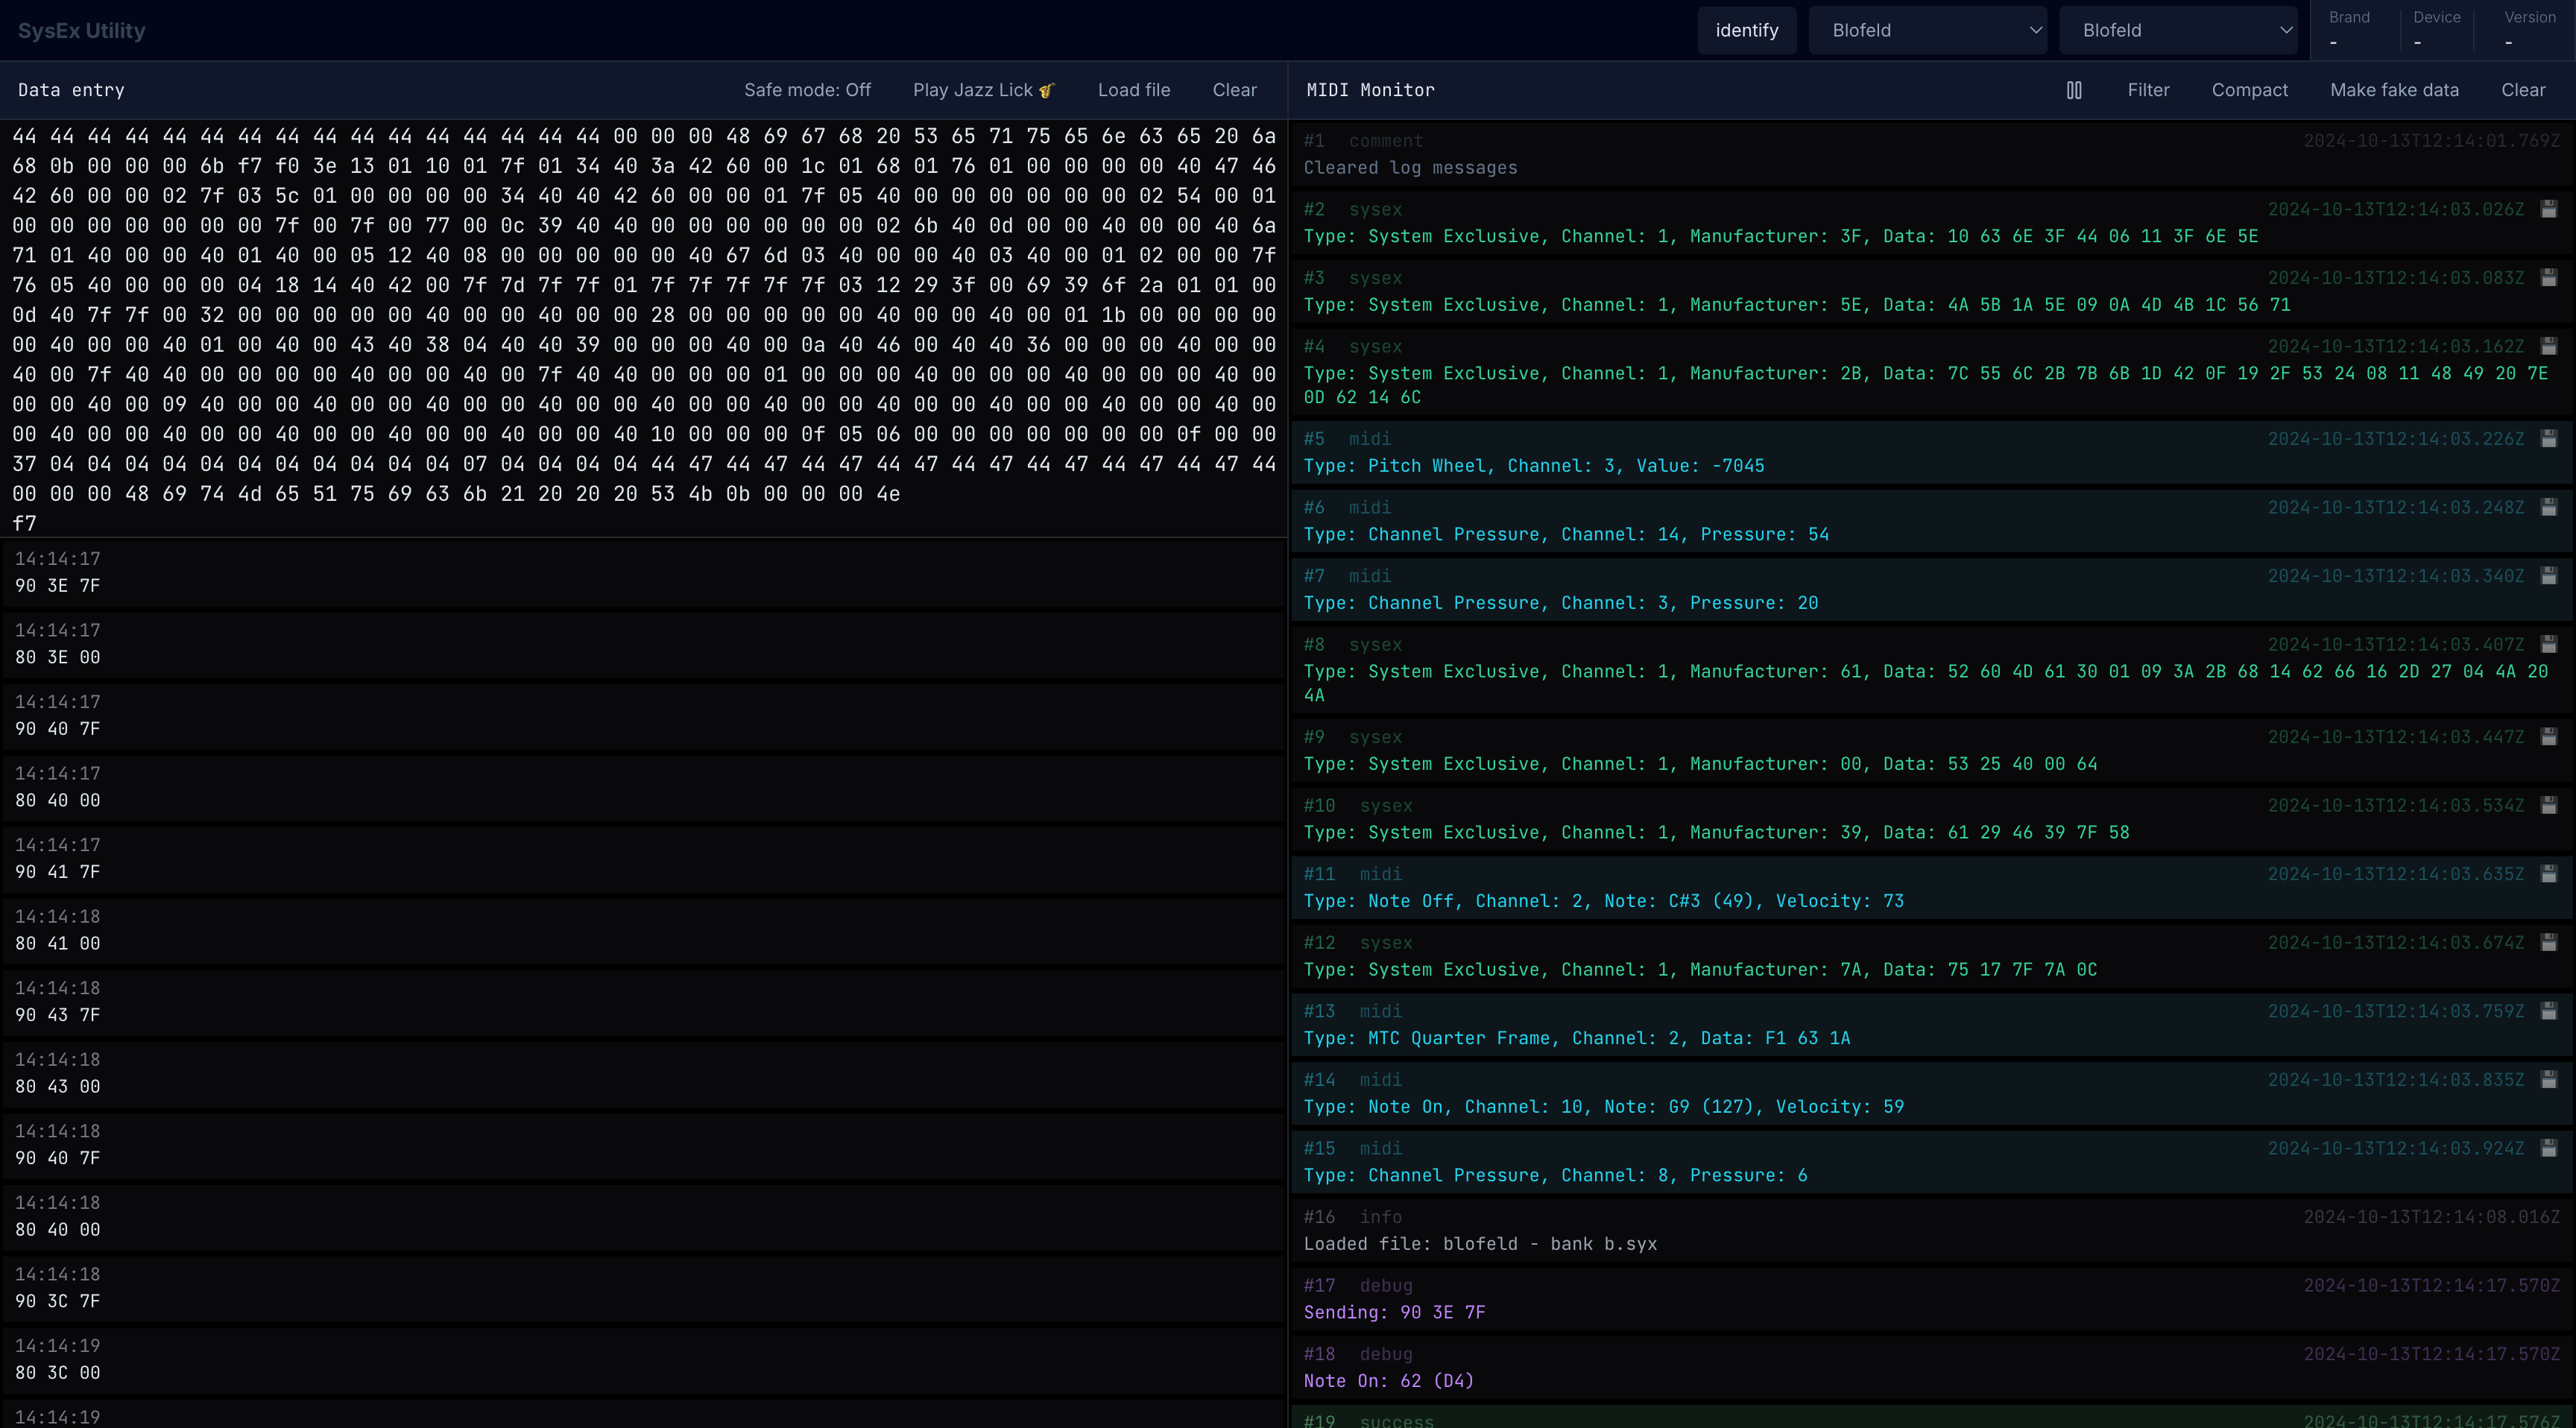 SysEx Utility
identify
Blofeld
Blofeld
Brand
-
Device
-
Version
-
Data entry
Safe mode: Off
Play Jazz Lick 🎷
Load file
Clear
44 44 44 44 44 44 44 44 44 44 44 44 44 44 44 44 00 00 00 48 69 67 68 20 53 65 71 75 65 6e 63 65 20 6a
68 0b 00 00 00 6b f7 f0 3e 13 01 10 01 7f 01 34 40 3a 42 60 00 1c 01 68 01 76 01 00 00 00 00 40 47 46
42 60 00 00 02 7f 03 5c 01 00 00 00 00 34 40 40 42 60 00 00 01 7f 05 40 00 00 00 00 00 00 02 54 00 01
00 00 00 00 00 00 00 7f 00 7f 00 77 00 0c 39 40 40 00 00 00 00 00 00 02 6b 40 0d 00 00 40 00 00 40 6a
71 01 40 00 00 40 01 40 00 05 12 40 08 00 00 00 00 00 40 67 6d 03 40 00 00 40 03 40 00 01 02 00 00 7f
76 05 40 00 00 00 00 04 18 14 40 42 00 7f 7d 7f 7f 01 7f 7f 7f 7f 7f 03 12 29 3f 00 69 39 6f 2a 01 01 00
0d 40 7f 7f 00 32 00 00 00 00 00 40 00 00 40 00 00 28 00 00 00 00 00 40 00 00 40 00 01 1b 00 00 00 00
00 40 00 00 40 01 00 40 00 43 40 38 04 40 40 39 00 00 00 40 00 0a 40 46 00 40 40 36 00 00 00 40 00 00
40 00 7f 40 40 00 00 00 00 40 00 00 40 00 7f 40 40 00 00 00 01 00 00 00 40 00 00 00 40 00 00 00 40 00
00 00 40 00 09 40 00 00 40 00 00 40 00 00 40 00 00 40 00 00 40 00 00 40 00 00 40 00 00 40 00 00 40 00
00 40 00 00 40 00 00 40 00 00 40 00 00 40 00 00 40 10 00 00 00 0f 05 06 00 00 00 00 00 00 00 0f 00 00
37 04 04 04 04 04 04 04 04 04 04 04 07 04 04 04 04 44 47 44 47 44 47 44 47 44 47 44 47 44 47 44 47 44
00 00 00 48 69 74 4d 65 51 75 69 63 6b 21 20 20 20 53 4b 0b 00 00 00 4e
f7
14:14:17
90 3E 7F
14:14:17
80 3E 00
14:14:17
90 40 7F
14:14:17
80 40 00
14:14:17
90 41 7F
14:14:18
80 41 00
14:14:18
90 43 7F
14:14:18
80 43 00
14:14:18
90 40 7F
14:14:18
80 40 00
14:14:18
90 3C 7F
14:14:19
80 3C 00
14:14:19
MIDI Monitor
Filter
Compact
Make fake data
Clear
#1 comment 2024-10-13T12:14:01.769Z
Cleared log messages
#2 sysex 2024-10-13T12:14:03.026Z
Type: System Exclusive, Channel: 1, Manufacturer: 3F, Data: 10 63 6E 3F 44 06 11 3F 6E 5E
#3 sysex 2024-10-13T12:14:03.083Z
Type: System Exclusive, Channel: 1, Manufacturer: 5E, Data: 4A 5B 1A 5E 09 0A 4D 4B 1C 56 71
#4 sysex 2024-10-13T12:14:03.162Z
Type: System Exclusive, Channel: 1, Manufacturer: 2B, Data: 7C 55 6C 2B 7B 6B 1D 42 0F 19 2F 53 24 08 11 48 49 20 7E
0D 62 14 6C
#5 midi 2024-10-13T12:14:03.226Z
Type: Pitch Wheel, Channel: 3, Value: -7045
#6 midi 2024-10-13T12:14:03.248Z
Type: Channel Pressure, Channel: 14, Pressure: 54
#7 midi 2024-10-13T12:14:03.340Z
Type: Channel Pressure, Channel: 3, Pressure: 20
#8 sysex 2024-10-13T12:14:03.407Z
Type: System Exclusive, Channel: 1, Manufacturer: 61, Data: 52 60 4D 61 30 01 09 3A 2B 68 14 62 66 16 2D 27 04 4A 20
4A
#9 sysex 2024-10-13T12:14:03.447Z
Type: System Exclusive, Channel: 1, Manufacturer: 00, Data: 53 25 40 00 64
#10 sysex 2024-10-13T12:14:03.534Z
Type: System Exclusive, Channel: 1, Manufacturer: 39, Data: 61 29 46 39 7F 58
#11 midi 2024-10-13T12:14:03.635Z
Type: Note Off, Channel: 2, Note: C#3 (49), Velocity: 73
#12 sysex 2024-10-13T12:14:03.674Z
Type: System Exclusive, Channel: 1, Manufacturer: 7A, Data: 75 17 7F 7A 0C
#13 midi 2024-10-13T12:14:03.759Z
Type: MTC Quarter Frame, Channel: 2, Data: F1 63 1A
#14 midi 2024-10-13T12:14:03.835Z
Type: Note On, Channel: 10, Note: G9 (127), Velocity: 59
#15 midi 2024-10-13T12:14:03.924Z
Type: Channel Pressure, Channel: 8, Pressure: 6
#16 info 2024-10-13T12:14:08.016Z
Loaded file: blofeld - bank b.syx
#17 debug 2024-10-13T12:14:17.570Z
Sending: 90 3E 7F
#18 debug 2024-10-13T12:14:17.570Z
Note On: 62 (D4)
#19 success 2024-10-13T12:14:17.576Z